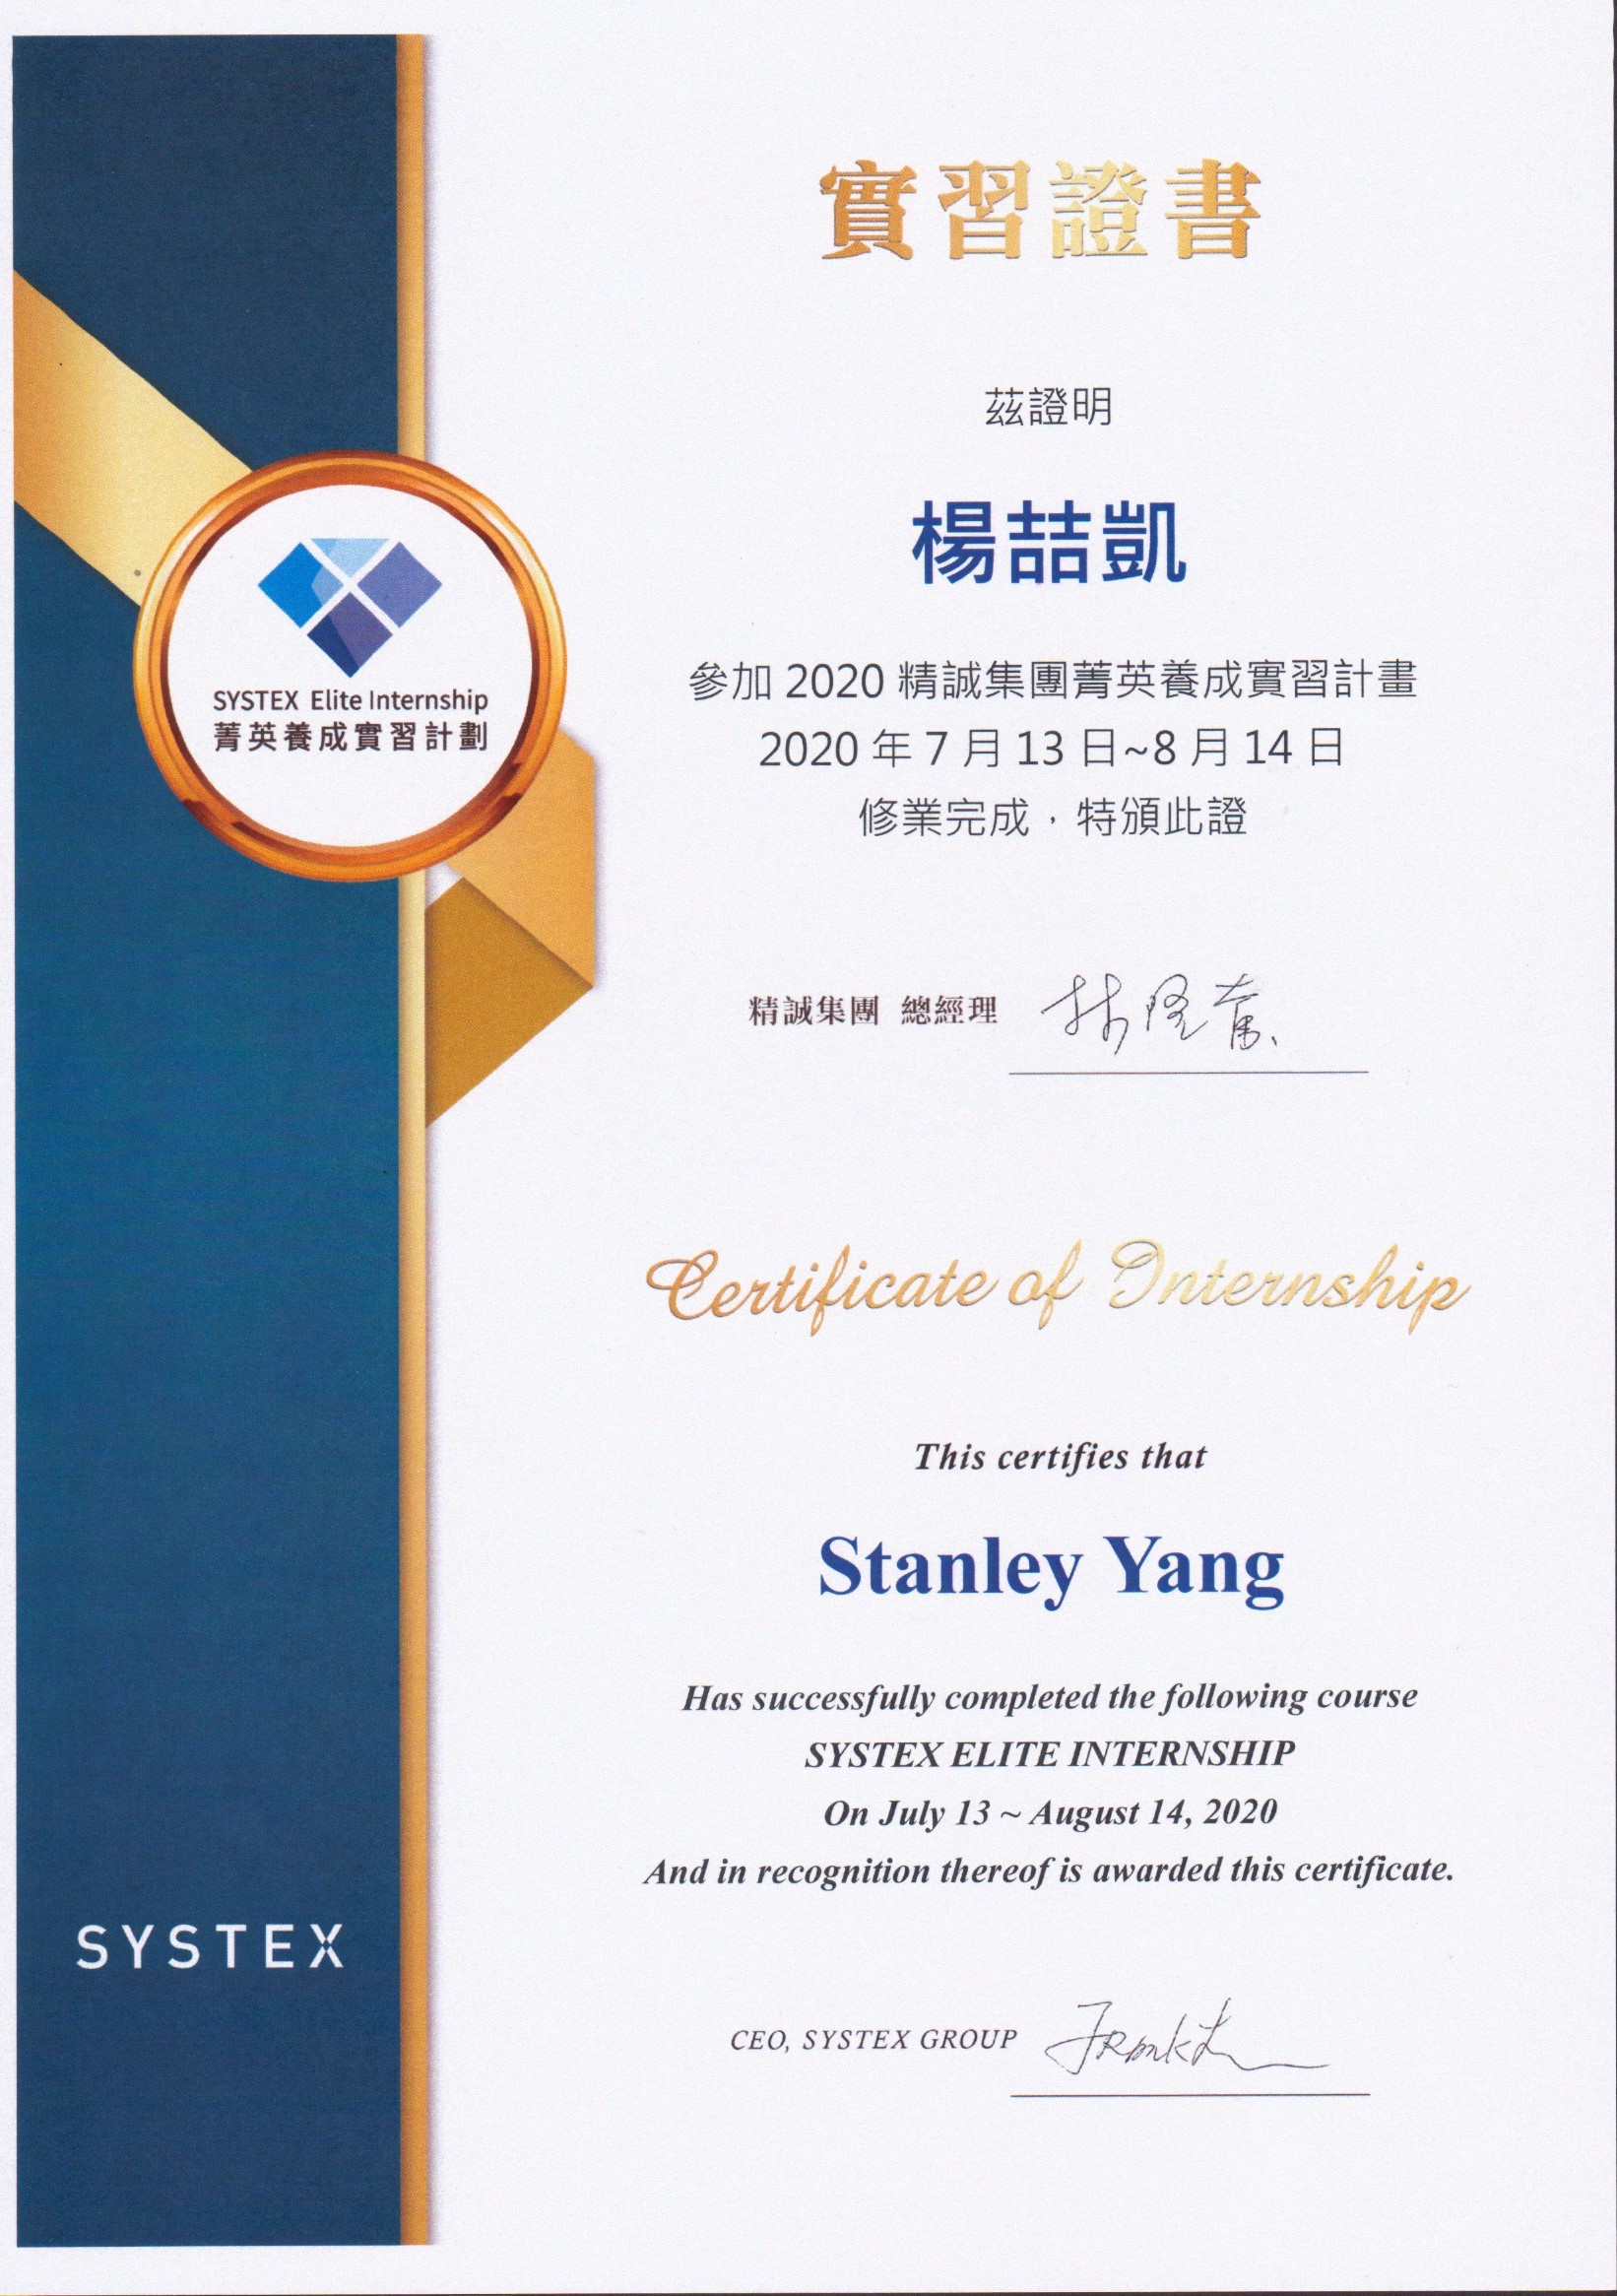 實習證書
茲證明
楊喆凱
參加 2020 精誠集團菁英養成實習計畫
2020 年 7 月 13 日~8 月 14 日
修業完成，特頒此證
精誠集團 總經理 林隆奮
SYSTEX Elite Internship
菁英養成實習計劃
Certificate of Internship
This certifies that
Stanley Yang
Has successfully completed the following course
SYSTEX ELITE INTERNSHIP
On July 13 ~ August 14, 2020
And in recognition thereof is awarded this certificate.
CEO, SYSTEX GROUP Frank L
SYSTEX